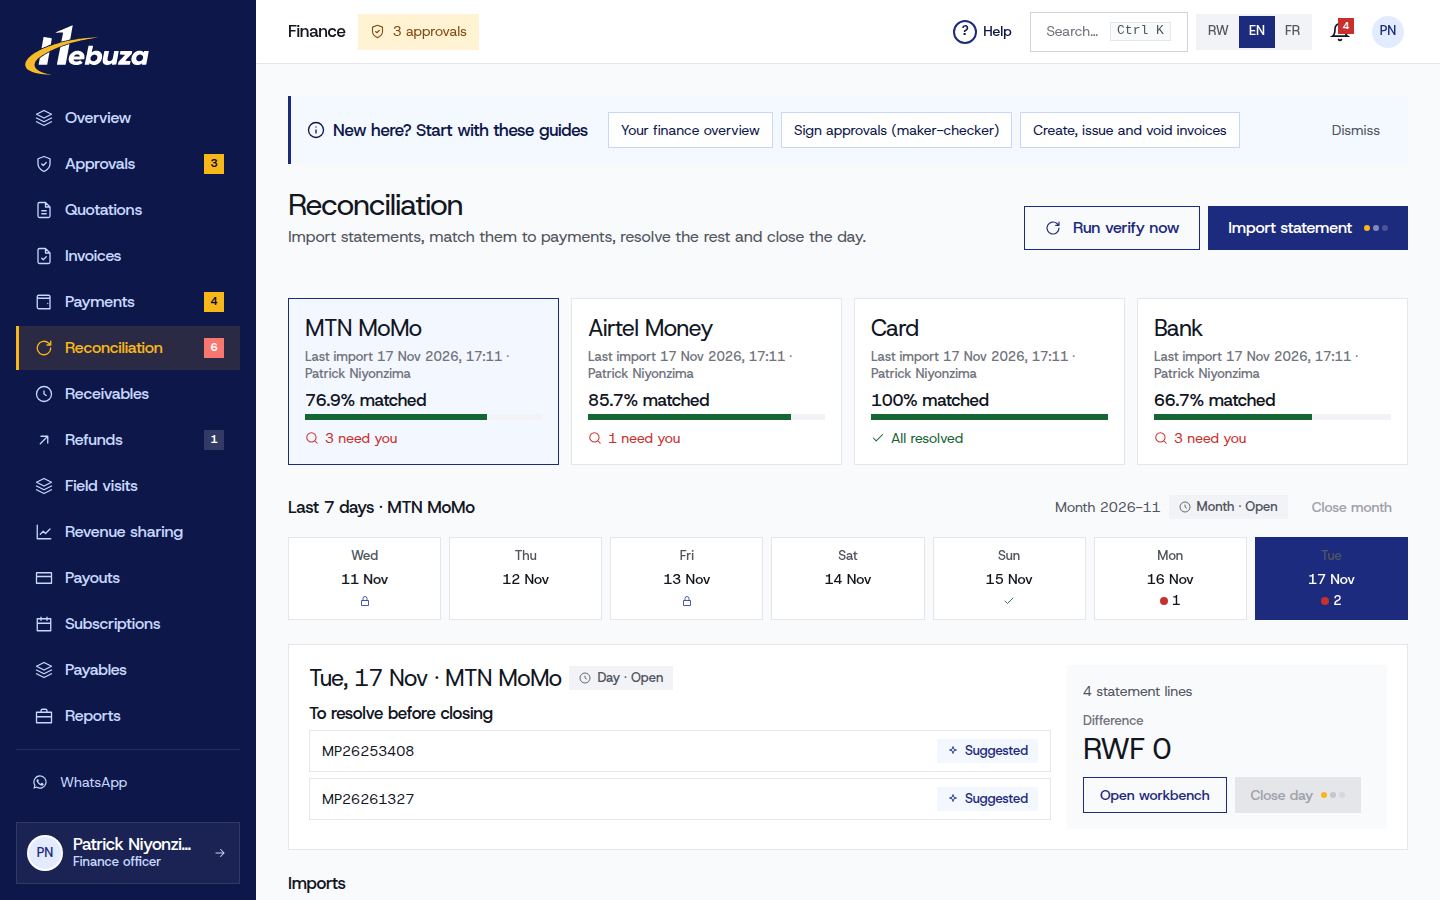 Hebuza
Overview
Approvals 3
Quotations
Invoices
Payments 4
Reconciliation 6
Receivables
Refunds 1
Field visits
Revenue sharing
Payouts
Subscriptions
Payables
Reports
WhatsApp
PN Patrick Niyonzi...
Finance officer
Finance 3 approvals
? Help Search... Ctrl K RW EN FR 4 PN
New here? Start with these guides Your finance overview Sign approvals (maker-checker) Create, issue and void invoices Dismiss
Reconciliation
Import statements, match them to payments, resolve the rest and close the day.
Run verify now Import statement
MTN MoMo
Last import 17 Nov 2026, 17:11 ·
Patrick Niyonzima
76.9% matched
3 need you
Airtel Money
Last import 17 Nov 2026, 17:11 ·
Patrick Niyonzima
85.7% matched
1 need you
Card
Last import 17 Nov 2026, 17:11 ·
Patrick Niyonzima
100% matched
All resolved
Bank
Last import 17 Nov 2026, 17:11 ·
Patrick Niyonzima
66.7% matched
3 need you
Last 7 days · MTN MoMo Month 2026-11 Month · Open Close month
Wed
11 Nov
Thu
12 Nov
Fri
13 Nov
Sat
14 Nov
Sun
15 Nov
Mon
16 Nov
1
Tue
17 Nov
2
Tue, 17 Nov · MTN MoMo Day · Open
To resolve before closing
MP26253408 Suggested
MP26261327 Suggested
4 statement lines
Difference
RWF 0
Open workbench Close day
Imports